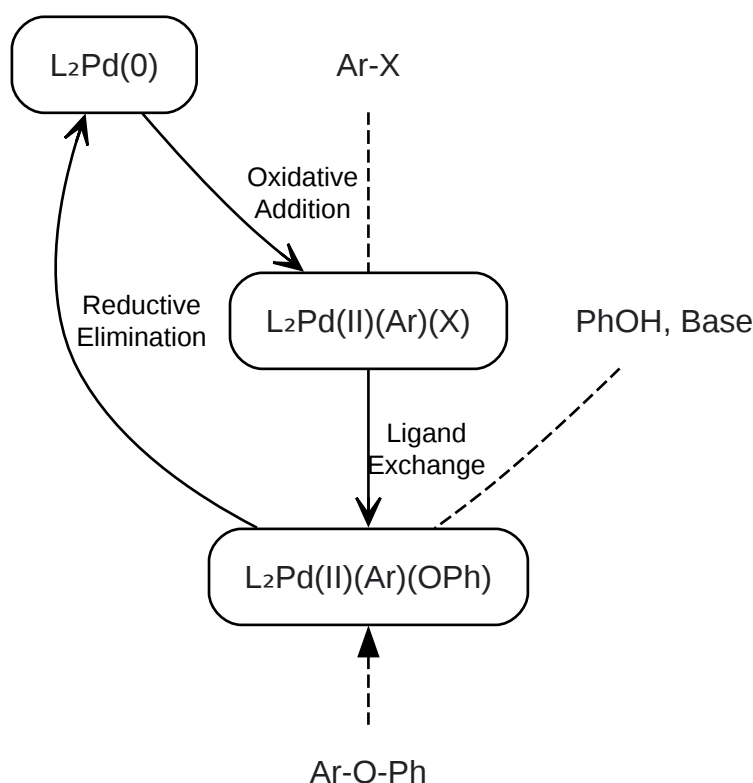 L₂Pd(0)
Ar-X
Oxidative
Addition
Reductive
Elimination
L₂Pd(II)(Ar)(X)
PhOH, Base
Ligand
Exchange
L₂Pd(II)(Ar)(OPh)
Ar-O-Ph